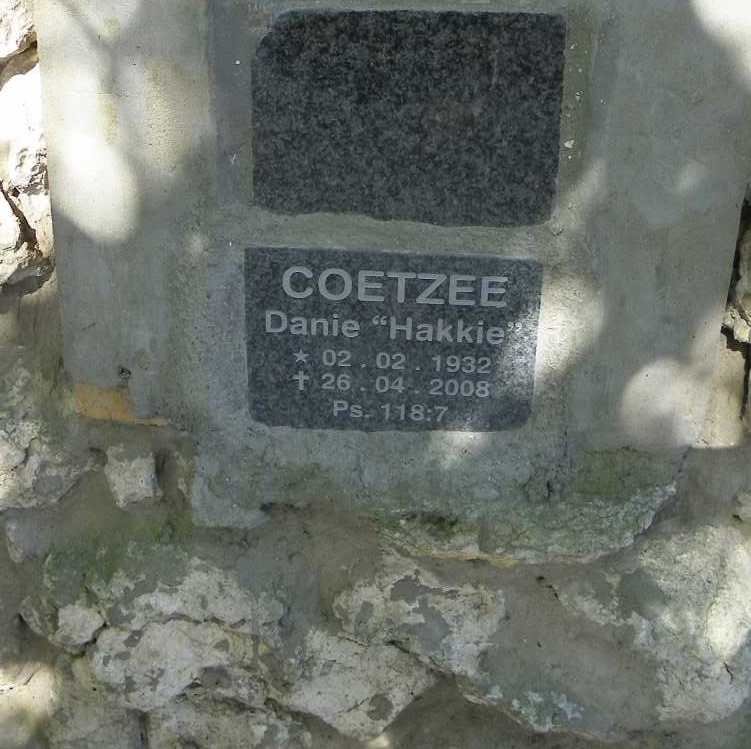 COETZEE
Danie “Hakkie”
★ 02 . 02 . 1932
✝ 26 . 04 . 2008
Ps. 118:7